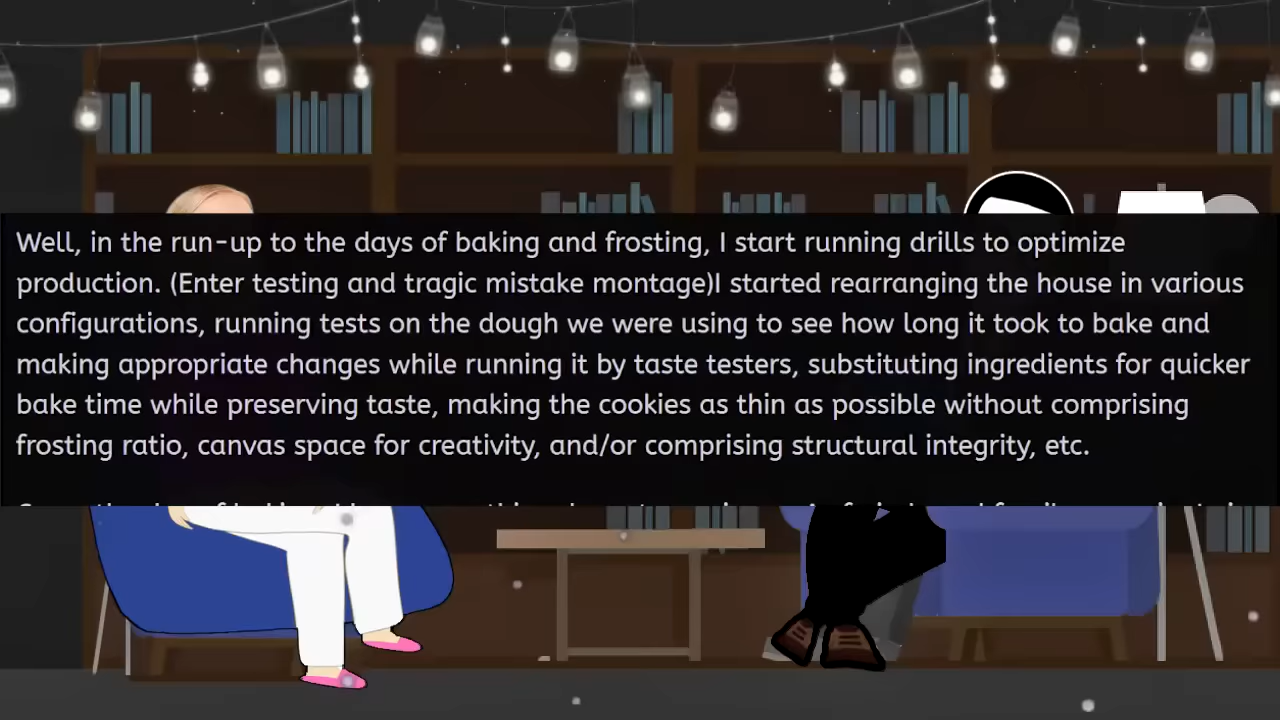 Well, in the run-up to the days of baking and frosting, I start running drills to optimize
production. (Enter testing and tragic mistake montage)I started rearranging the house in various
configurations, running tests on the dough we were using to see how long it took to bake and
making appropriate changes while running it by taste testers, substituting ingredients for quicker
bake time while preserving taste, making the cookies as thin as possible without comprising
frosting ratio, canvas space for creativity, and/or comprising structural integrity, etc.